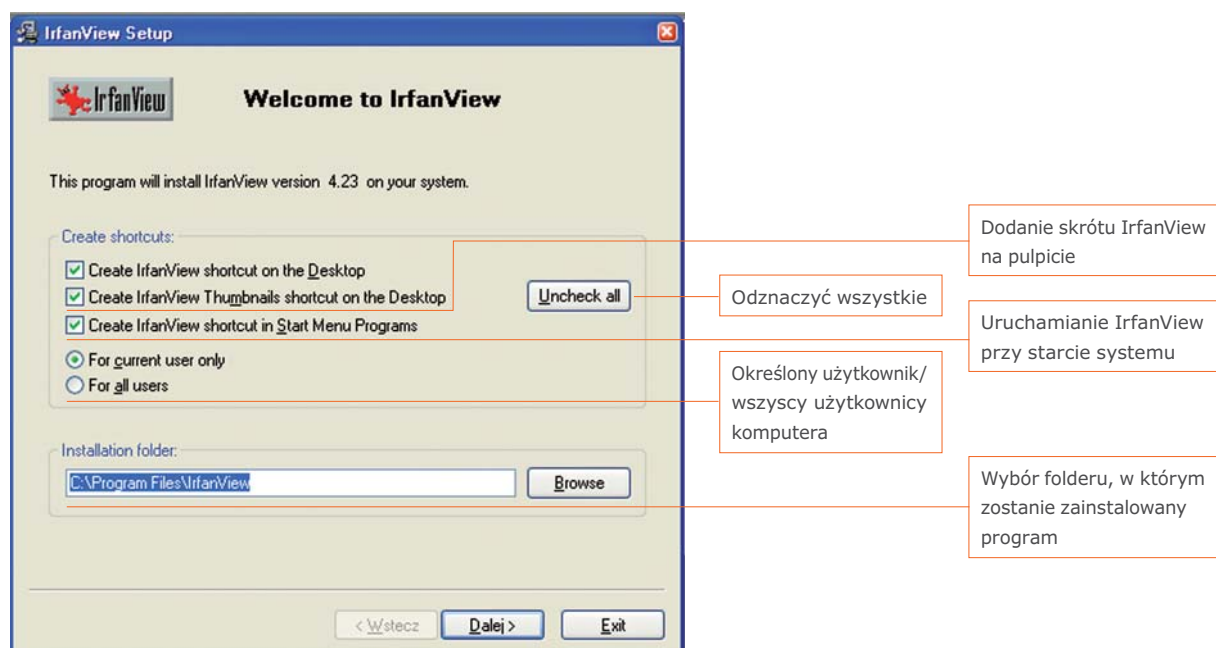 IrfanView Setup
IrfanView
Welcome to IrfanView
This program will install IrfanView version 4.23 on your system.
Create shortcuts:
Create IrfanView shortcut on the Desktop
Create IrfanView Thumbnails shortcut on the Desktop
Uncheck all
Create IrfanView shortcut in Start Menu Programs
For current user only
For all users
Installation folder:
C:\Program Files\IrfanView
Browse
< Wstecz
Dalej >
Exit
Dodanie skrótu IrfanView
na pulpicie
Odznaczyć wszystkie
Uruchamianie IrfanView
przy starcie systemu
Określony użytkownik/
wszyscy użytkownicy
komputera
Wybór folderu, w którym
zostanie zainstalowany
program